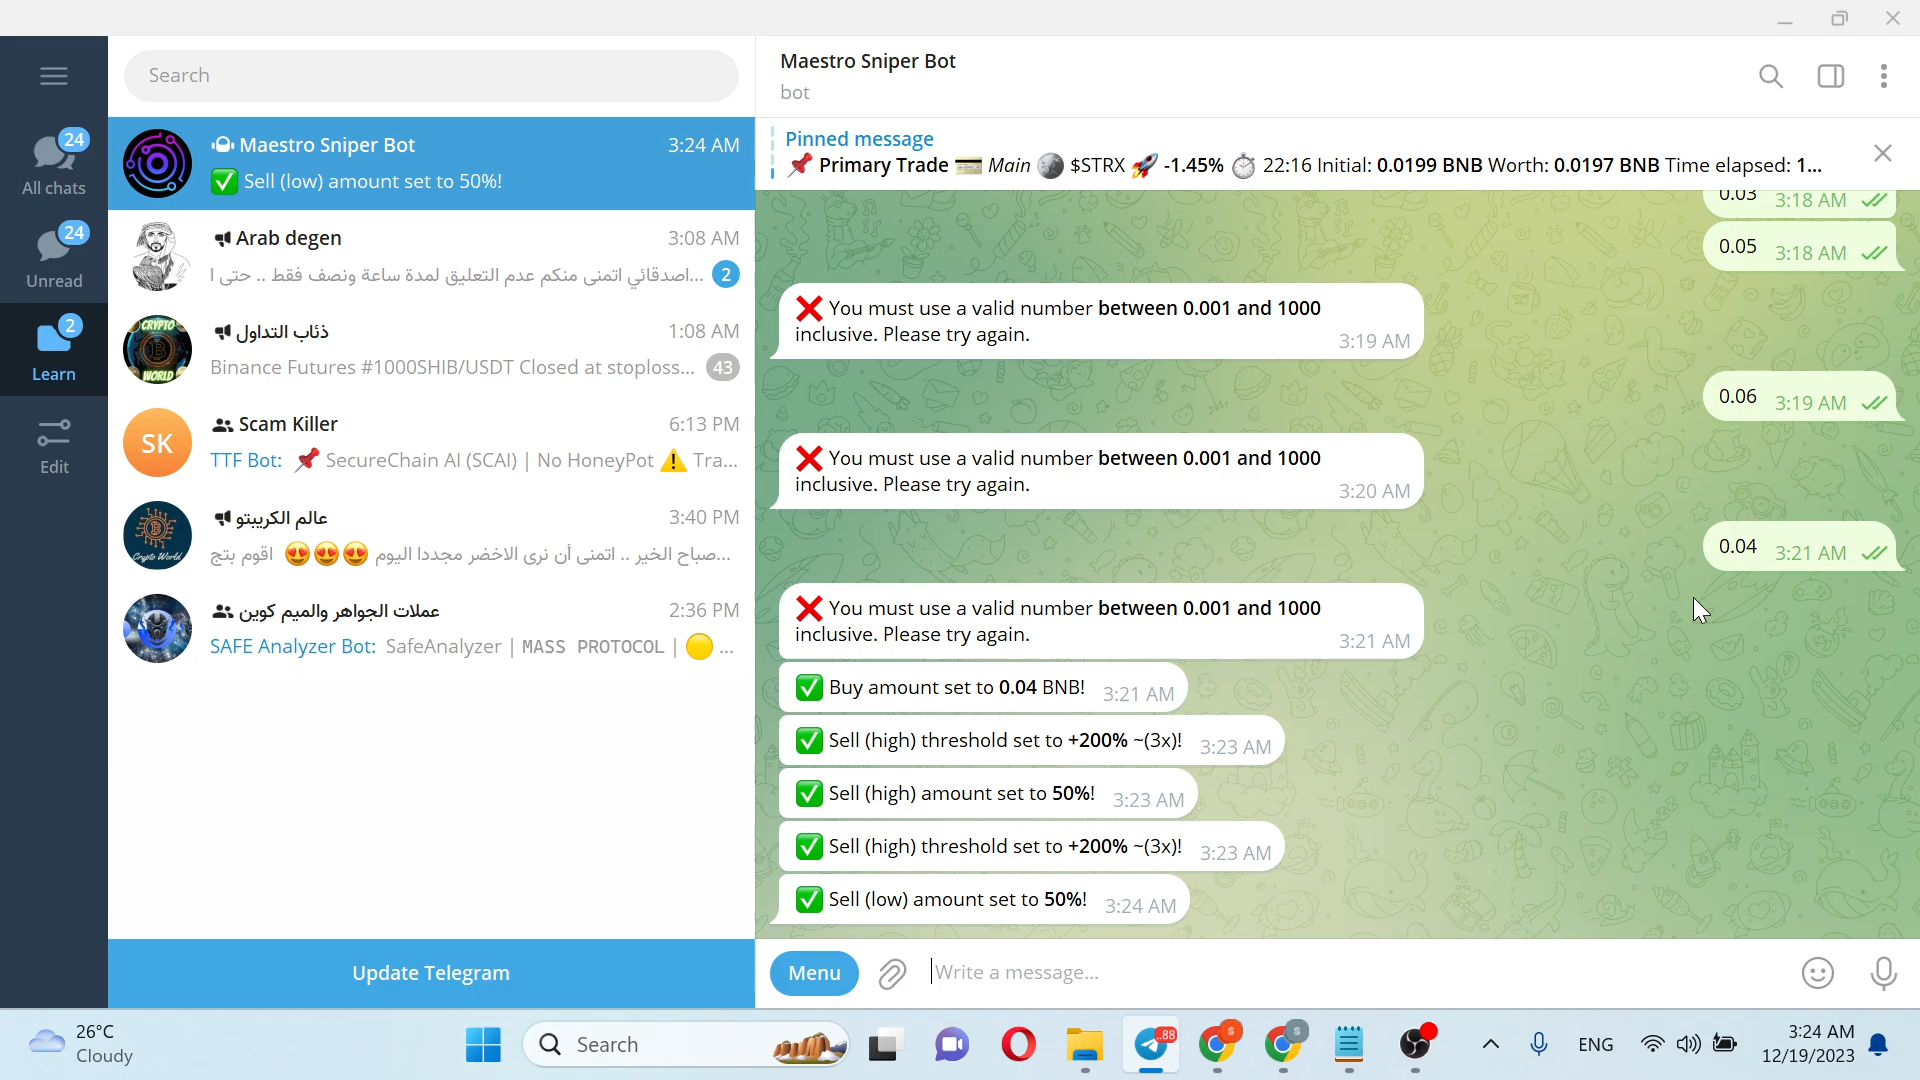 Search
24
All chats
24
Unread
2
Learn
Edit
Maestro Sniper Bot
3:24 AM
✅ Sell (low) amount set to 50%!
Arab degen
3:08 AM
اصدقائي اتمنى منكم عدم التعليق لمدة ساعة ونصف فقط .. حتى ا...
2
ذئاب التداول
1:08 AM
Binance Futures #1000SHIB/USDT Closed at stoploss...
43
CRYPTO
WORLD
SK
Scam Killer
6:13 PM
TTF Bot: 📌 SecureChain AI (SCAI) | No HoneyPot ⚠️ Tra...
Crypto World
عالم الكريبتو
3:40 PM
صباح الخير .. اتمنى أن نرى الاخضر مجددا اليوم 😍😍😍 اقوم بتج...
عملات الجواهر والميم كوين
2:36 PM
SAFE Analyzer Bot: SafeAnalyzer | MASS PROTOCOL | 🟡 ...
Update Telegram
Maestro Sniper Bot
bot
Pinned message
📌 Primary Trade 💳 Main 🌚 $STRX 🚀 -1.45% ⏱ 22:16 Initial: 0.0199 BNB Worth: 0.0197 BNB Time elapsed: 1...
0.03 3:18 AM
0.05 3:18 AM
❌ You must use a valid number between 0.001 and 1000
inclusive. Please try again. 3:19 AM
0.06 3:19 AM
❌ You must use a valid number between 0.001 and 1000
inclusive. Please try again. 3:20 AM
0.04 3:21 AM
❌ You must use a valid number between 0.001 and 1000
inclusive. Please try again. 3:21 AM
✅ Buy amount set to 0.04 BNB! 3:21 AM
✅ Sell (high) threshold set to +200% ~(3x)! 3:23 AM
✅ Sell (high) amount set to 50%! 3:23 AM
✅ Sell (high) threshold set to +200% ~(3x)! 3:23 AM
✅ Sell (low) amount set to 50%! 3:24 AM
Menu
Write a message...
26°C
Cloudy
Search
..88
S
S
ENG
3:24 AM
12/19/2023